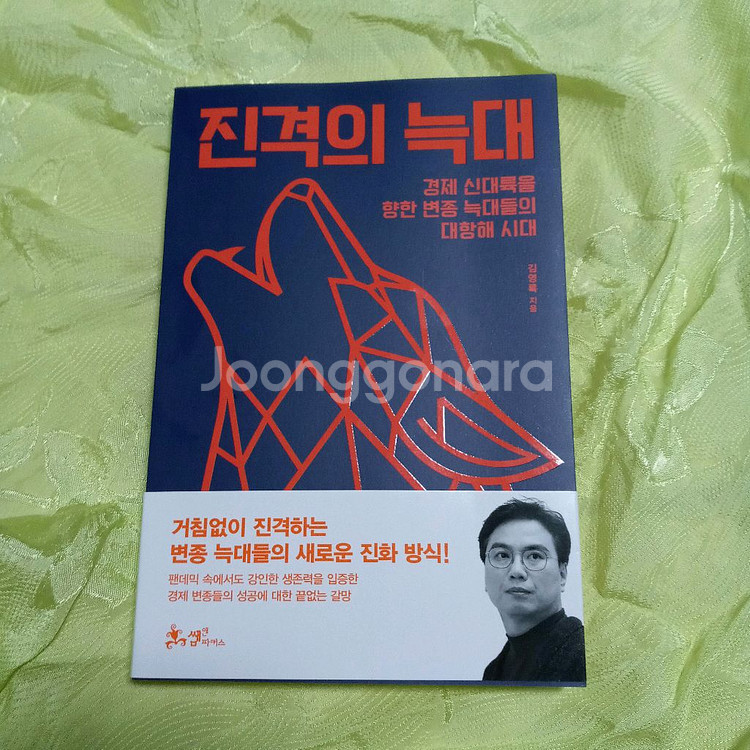 진격의 늑대
경제 신대륙을
향한 변종 늑대들의
대항해 시대
김영록 지음
Joonggonara
거침없이 진격하는
변종 늑대들의 새로운 진화 방식!
팬데믹 속에서도 강인한 생존력을 입증한
경제 변종들의 성공에 대한 끝없는 갈망
쌤앤파커스